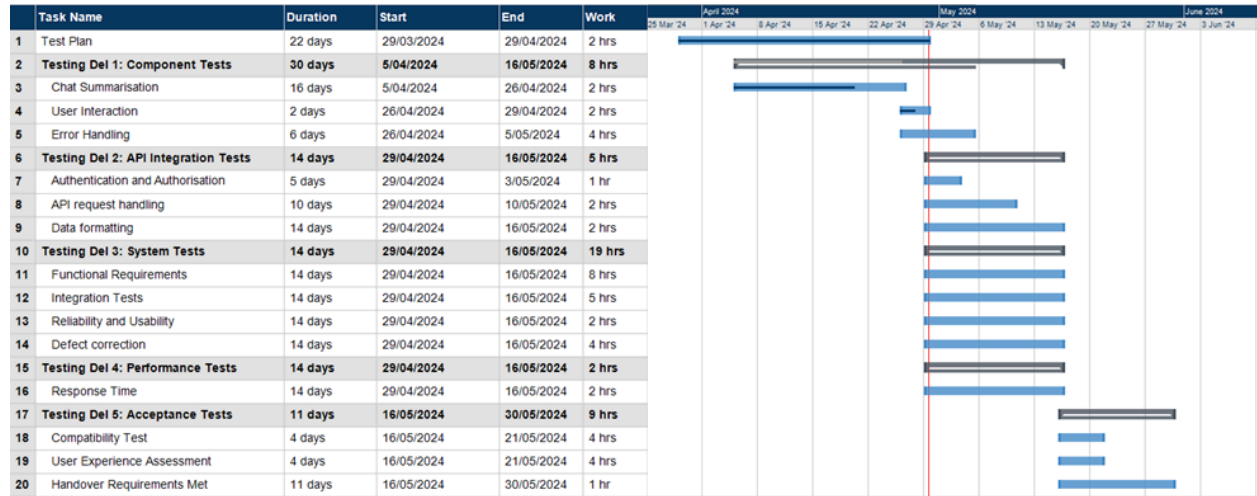 Task Name Duration Start End Work April 2024 May 2024 June 2024
25 Mar '24 1 Apr '24 8 Apr '24 15 Apr '24 22 Apr '24 29 Apr '24 6 May '24 13 May '24 20 May '24 27 May '24 3 Jun '24
1 Test Plan 22 days 29/03/2024 29/04/2024 2 hrs
2 Testing Del 1: Component Tests 30 days 5/04/2024 16/05/2024 8 hrs
3 Chat Summarisation 16 days 5/04/2024 26/04/2024 2 hrs
4 User Interaction 2 days 26/04/2024 29/04/2024 2 hrs
5 Error Handling 6 days 26/04/2024 5/05/2024 4 hrs
6 Testing Del 2: API Integration Tests 14 days 29/04/2024 16/05/2024 5 hrs
7 Authentication and Authorisation 5 days 29/04/2024 3/05/2024 1 hr
8 API request handling 10 days 29/04/2024 10/05/2024 2 hrs
9 Data formatting 14 days 29/04/2024 16/05/2024 2 hrs
10 Testing Del 3: System Tests 14 days 29/04/2024 16/05/2024 19 hrs
11 Functional Requirements 14 days 29/04/2024 16/05/2024 8 hrs
12 Integration Tests 14 days 29/04/2024 16/05/2024 5 hrs
13 Reliability and Usability 14 days 29/04/2024 16/05/2024 2 hrs
14 Defect correction 14 days 29/04/2024 16/05/2024 4 hrs
15 Testing Del 4: Performance Tests 14 days 29/04/2024 16/05/2024 2 hrs
16 Response Time 14 days 29/04/2024 16/05/2024 2 hrs
17 Testing Del 5: Acceptance Tests 11 days 16/05/2024 30/05/2024 9 hrs
18 Compatibility Test 4 days 16/05/2024 21/05/2024 4 hrs
19 User Experience Assessment 4 days 16/05/2024 21/05/2024 4 hrs
20 Handover Requirements Met 11 days 16/05/2024 30/05/2024 1 hr